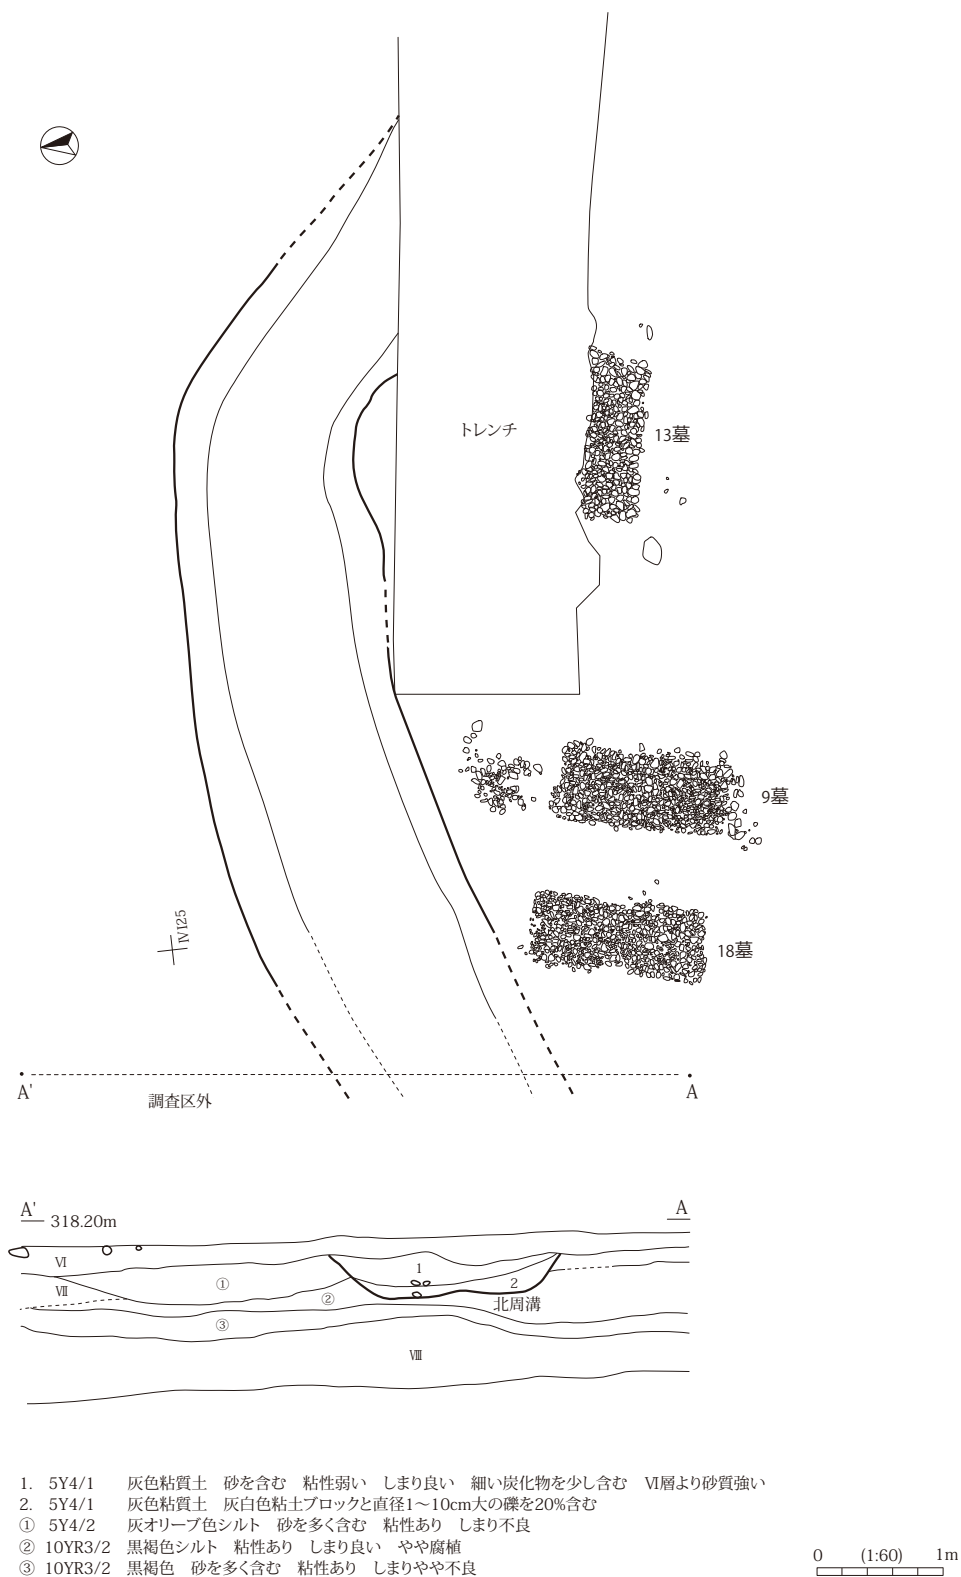 トレンチ
13墓
9墓
18墓
ⅣI25
A'
A
調査区外
A'
318.20m
A
Ⅵ
Ⅶ
①
②
③
1
2
北周溝
Ⅷ
1. 5Y4/1 灰色粘質土 砂を含む 粘性弱い しまり良い 細い炭化物を少し含む Ⅵ層より砂質強い
2. 5Y4/1 灰色粘質土 灰白色粘土ブロックと直径1～10cm大の礫を20%含む
① 5Y4/2 灰オリーブ色シルト 砂を多く含む 粘性あり しまり不良
② 10YR3/2 黒褐色シルト 粘性あり しまり良い やや腐植
③ 10YR3/2 黒褐色 砂を多く含む 粘性あり しまりやや不良
0 (1:60) 1m